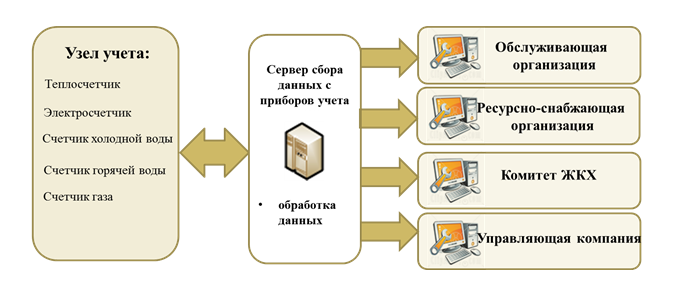 Узел учета:
Теплосчетчик
Электросчетчик
Счетчик холодной воды
Счетчик горячей воды
Счетчик газа
Сервер сбора
данных с
приборов учета
• обработка
данных
Обслуживающая
организация
Ресурсно-снабжающая
организация
Комитет ЖКХ
Управляющая компания